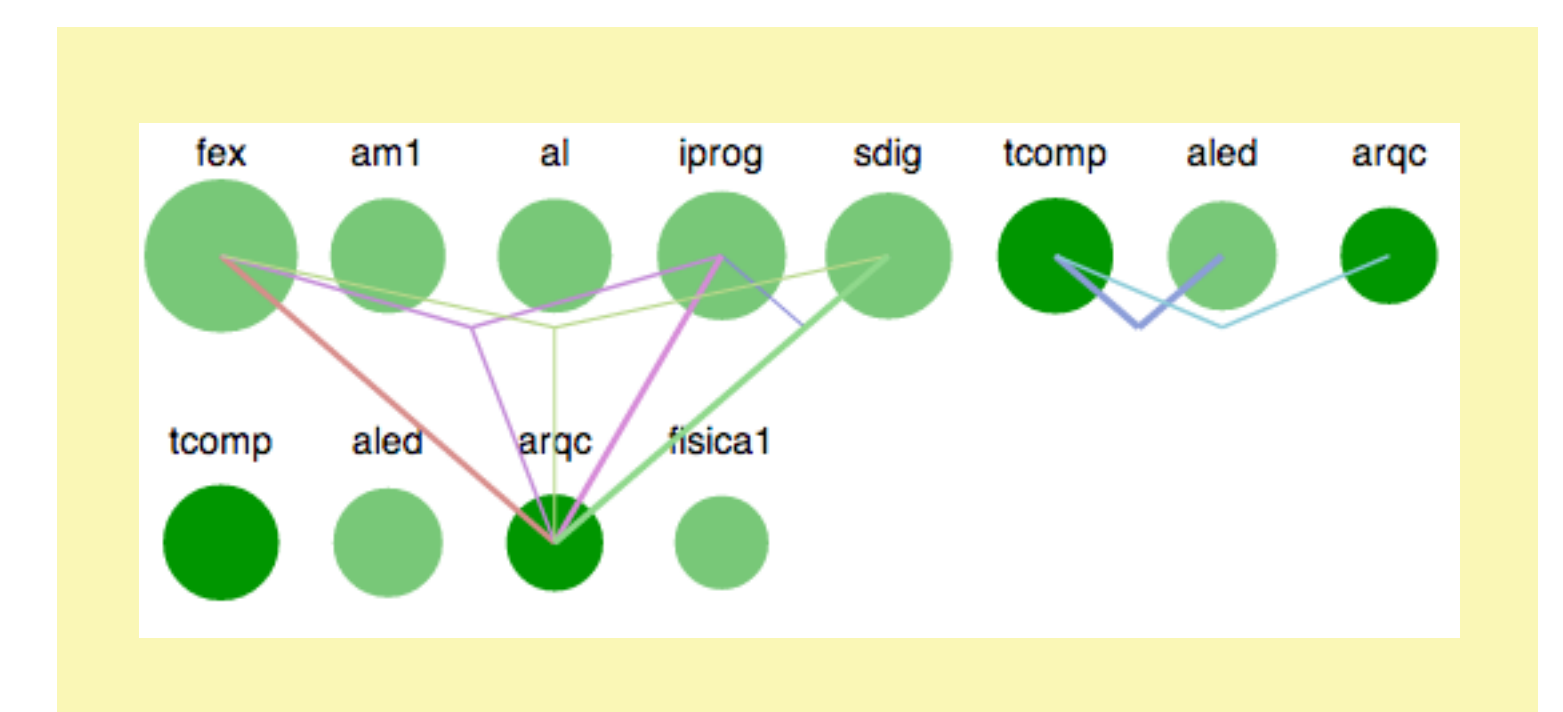 fex am1 al iprog sdig tcomp aled arqc
tcomp aled arqc fisica1